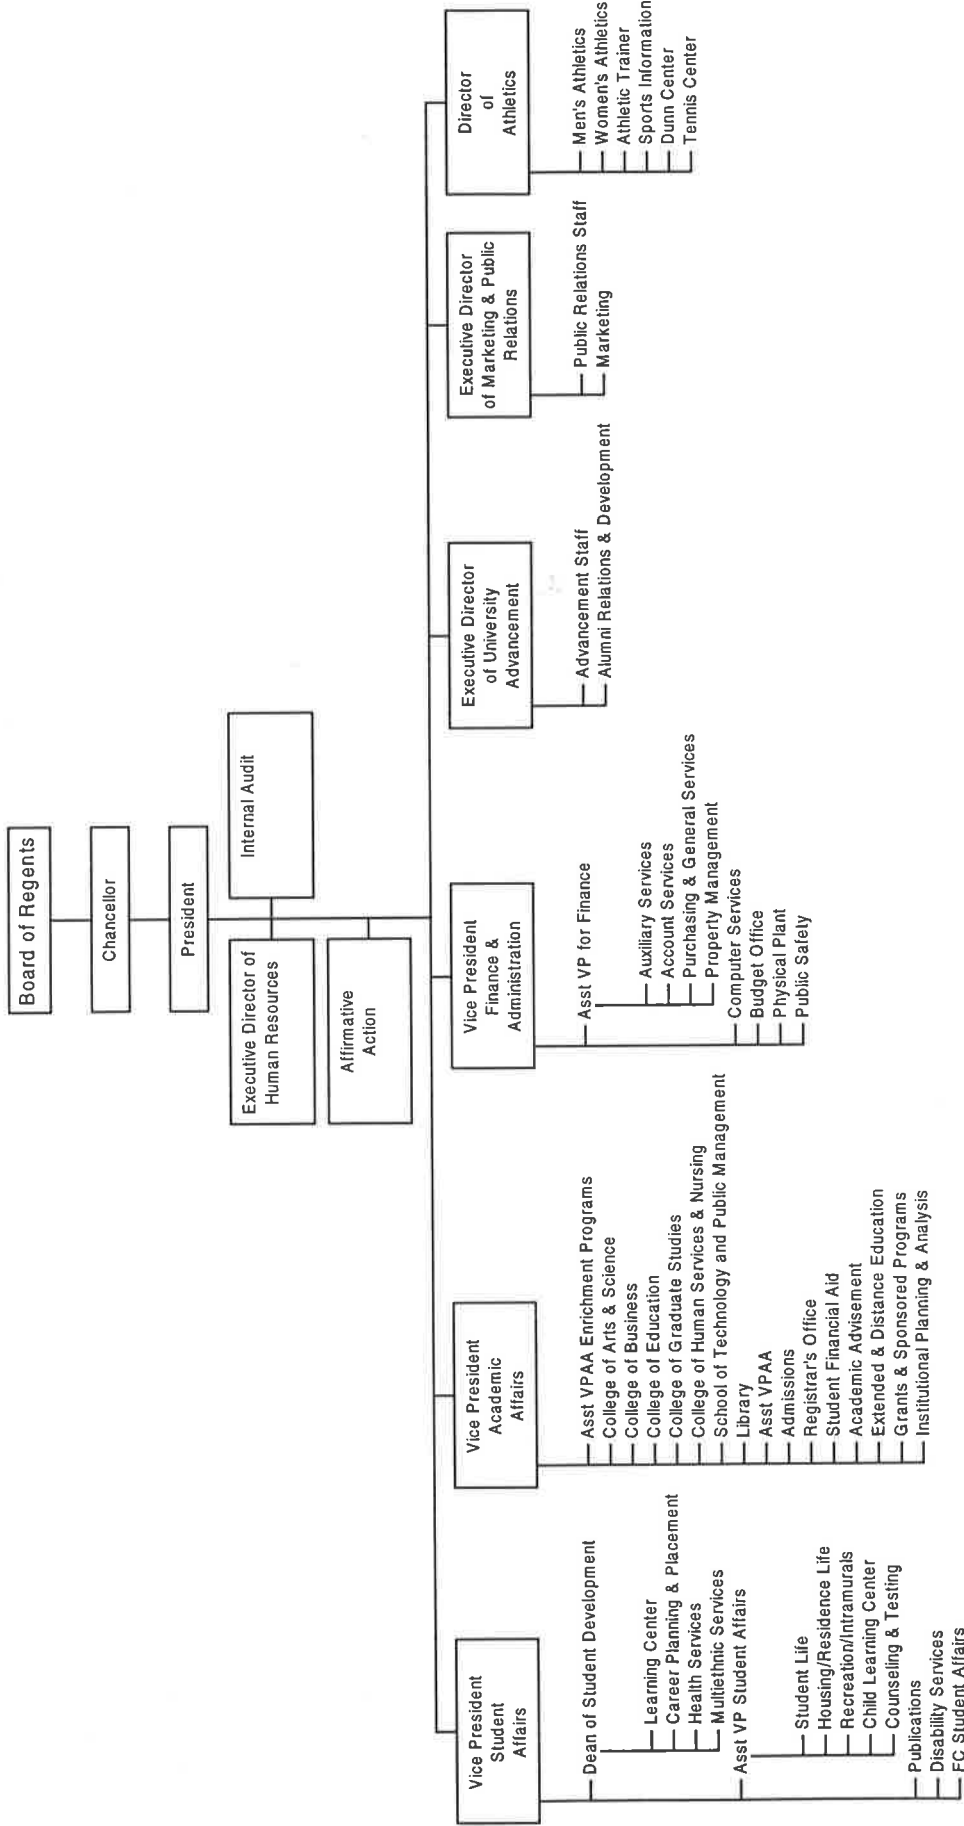 Board of Regents
Chancellor
President
Executive Director of
Human Resources
Internal Audit
Affirmative
Action
Vice President
Student
Affairs
Dean of Student Development
Learning Center
Career Planning & Placement
Health Services
Multiethnic Services
Asst VP Student Affairs
Student Life
Housing/Residence Life
Recreation/Intramurals
Child Learning Center
Counseling & Testing
Publications
Disability Services
FC Student Affairs
Vice President
Academic
Affairs
Asst VPAA Enrichment Programs
College of Arts & Science
College of Business
College of Education
College of Graduate Studies
College of Human Services & Nursing
School of Technology and Public Management
Library
Asst VPAA
Admissions
Registrar's Office
Student Financial Aid
Academic Advisement
Extended & Distance Education
Grants & Sponsored Programs
Institutional Planning & Analysis
Vice President
Finance &
Administration
Asst VP for Finance
Auxiliary Services
Account Services
Purchasing & General Services
Property Management
Computer Services
Budget Office
Physical Plant
Public Safety
Executive Director
of University
Advancement
Advancement Staff
Alumni Relations & Development
Executive Director
of Marketing & Public
Relations
Public Relations Staff
Marketing
Director
of
Athletics
Men's Athletics
Women's Athletics
Athletic Trainer
Sports Information
Dunn Center
Tennis Center